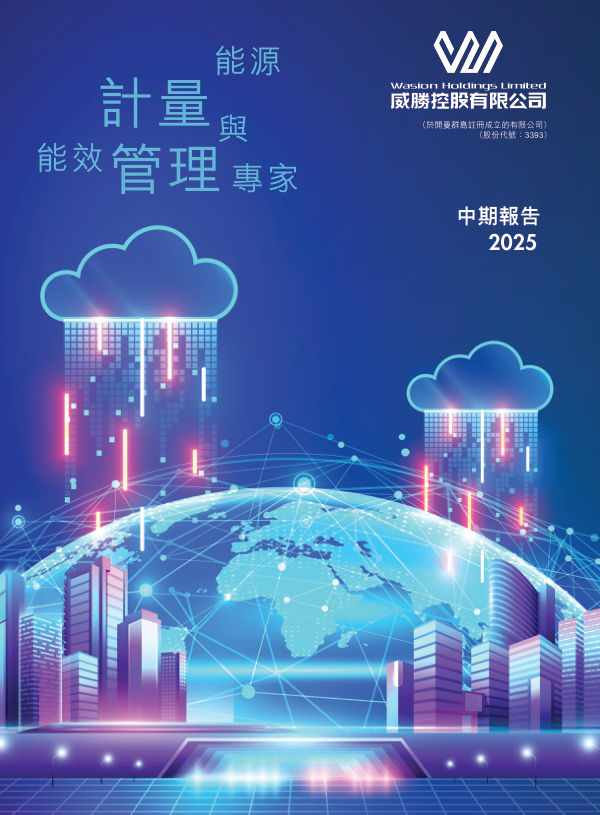 能源
計量與
能效管理專家
Wasion Holdings Limited
威勝控股有限公司
（於開曼群島註冊成立的有限公司）
（股份代號：3393）
中期報告
2025